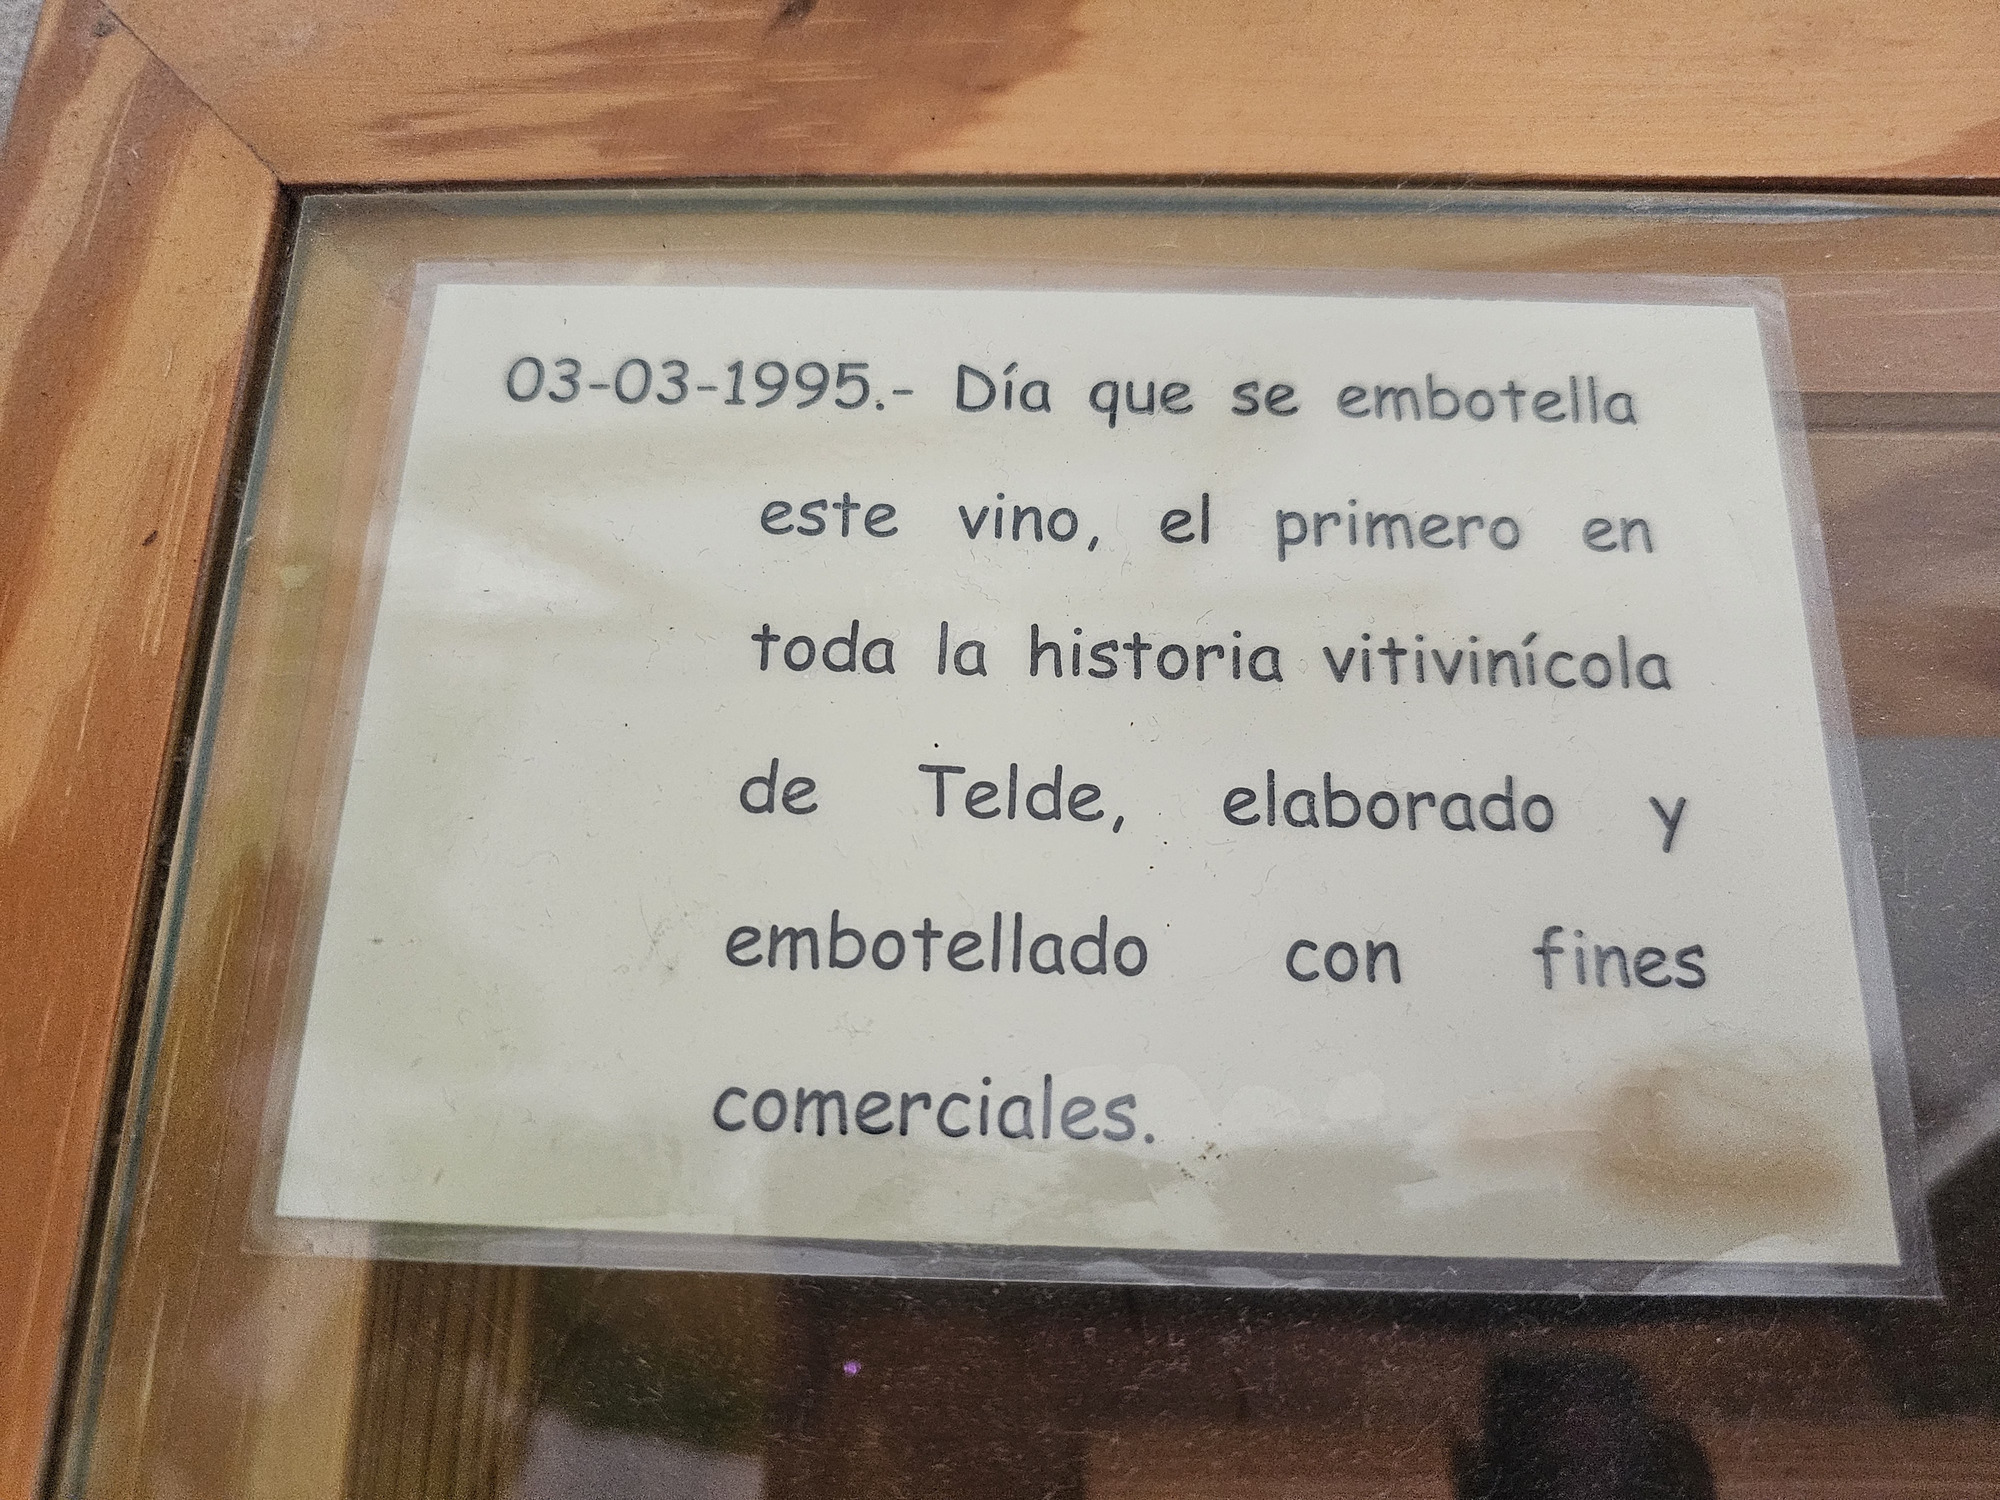 03-03-1995.- Día que se embotella
este vino, el primero en
toda la historia vitivinícola
de Telde, elaborado y
embotellado con fines
comerciales.